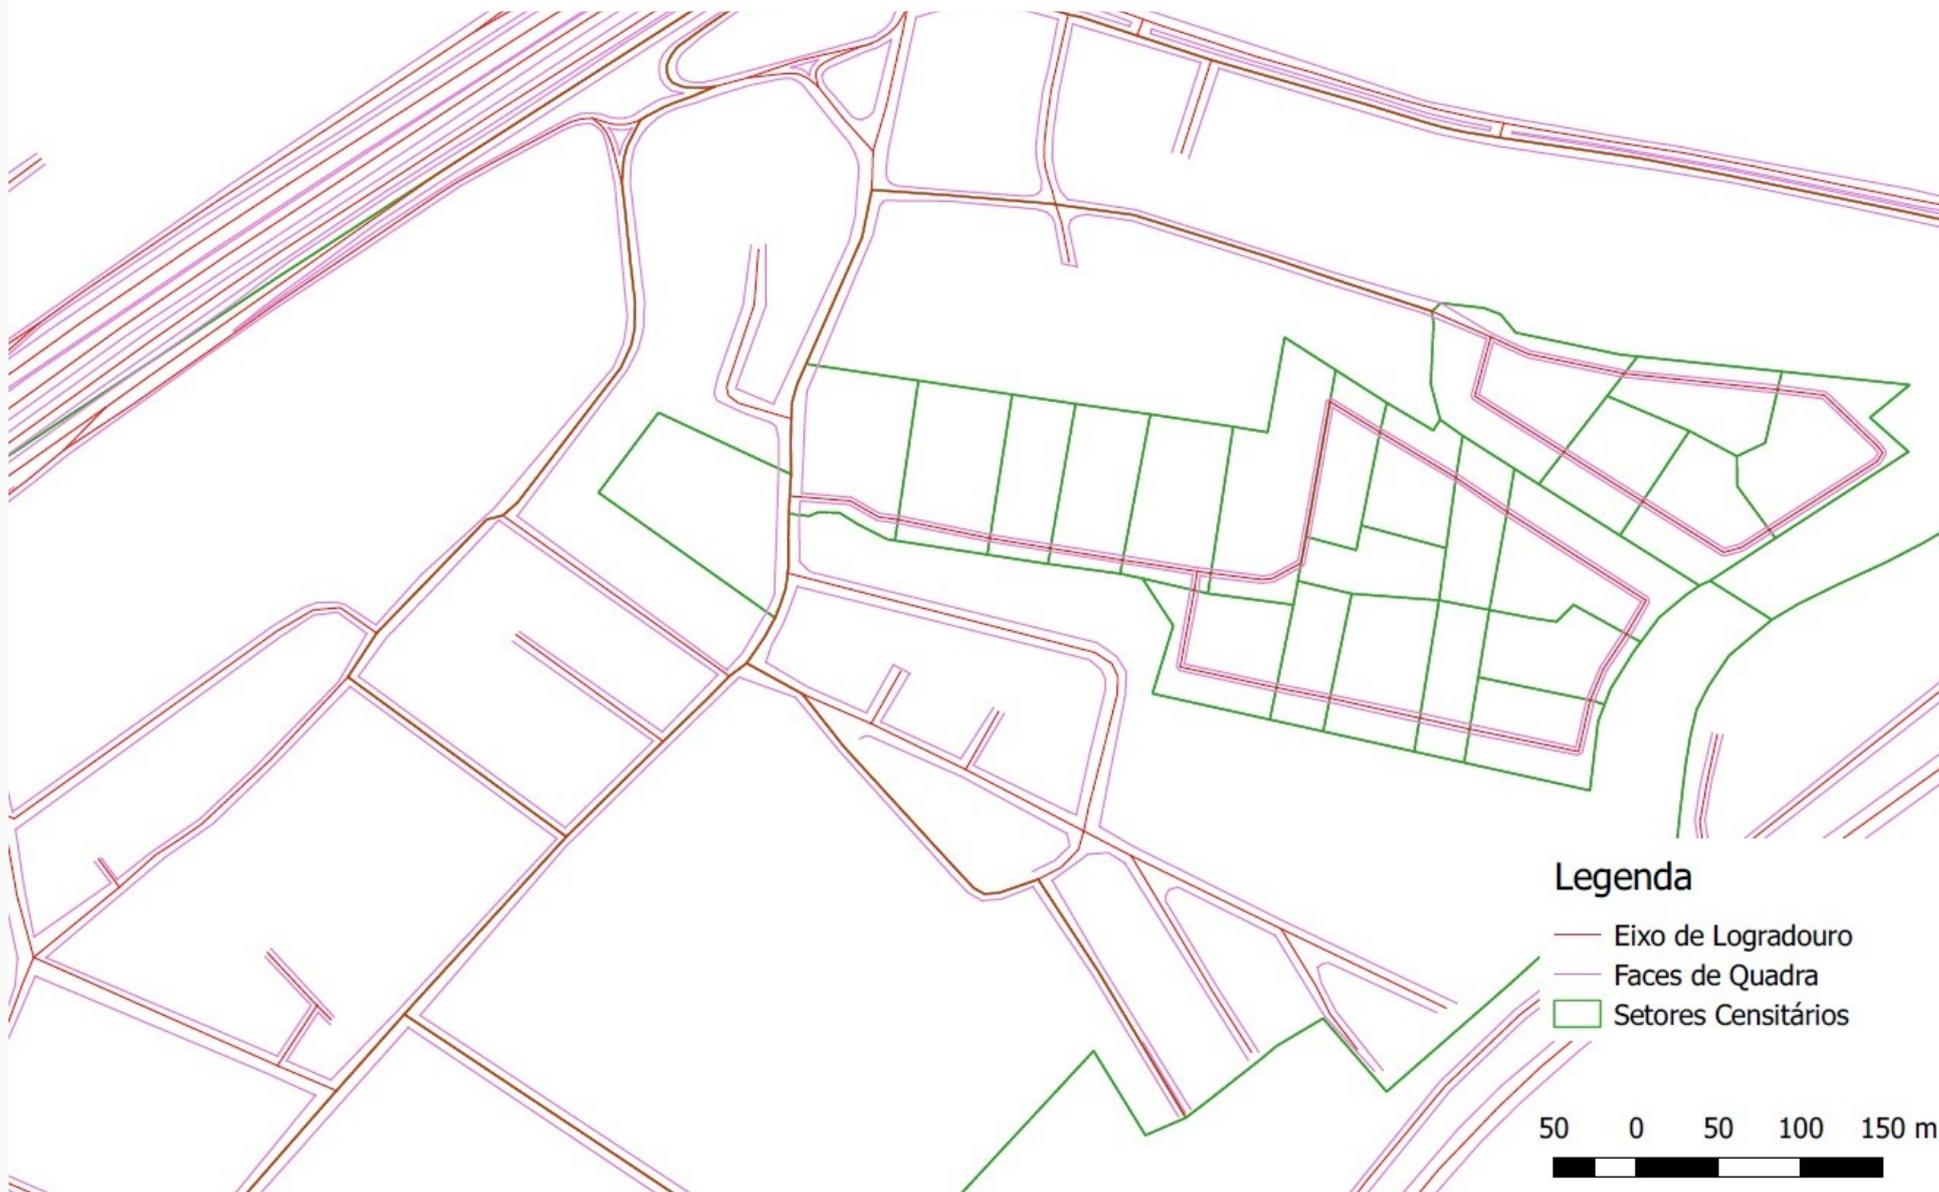 Legenda
Eixo de Logradouro
Faces de Quadra
Setores Censitários
50 0 50 100 150 m